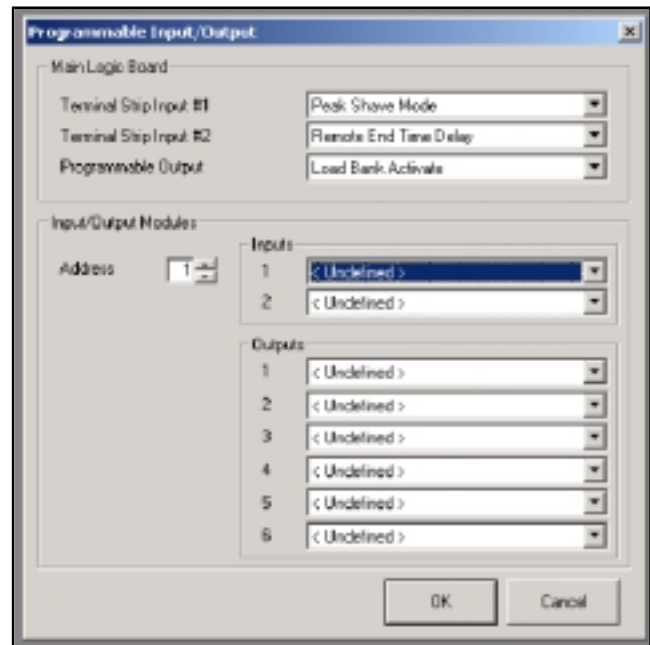 Programmable Input/Output
Main Logic Board
Terminal Strip Input #1 Peak Shave Mode
Terminal Strip Input #2 Remote End Time Delay
Programmable Output Load Bank Activate
Input/Output Modules
Address 1
Inputs
1 < Undefined >
2 < Undefined >
Outputs
1 < Undefined >
2 < Undefined >
3 < Undefined >
4 < Undefined >
5 < Undefined >
6 < Undefined >
OK Cancel